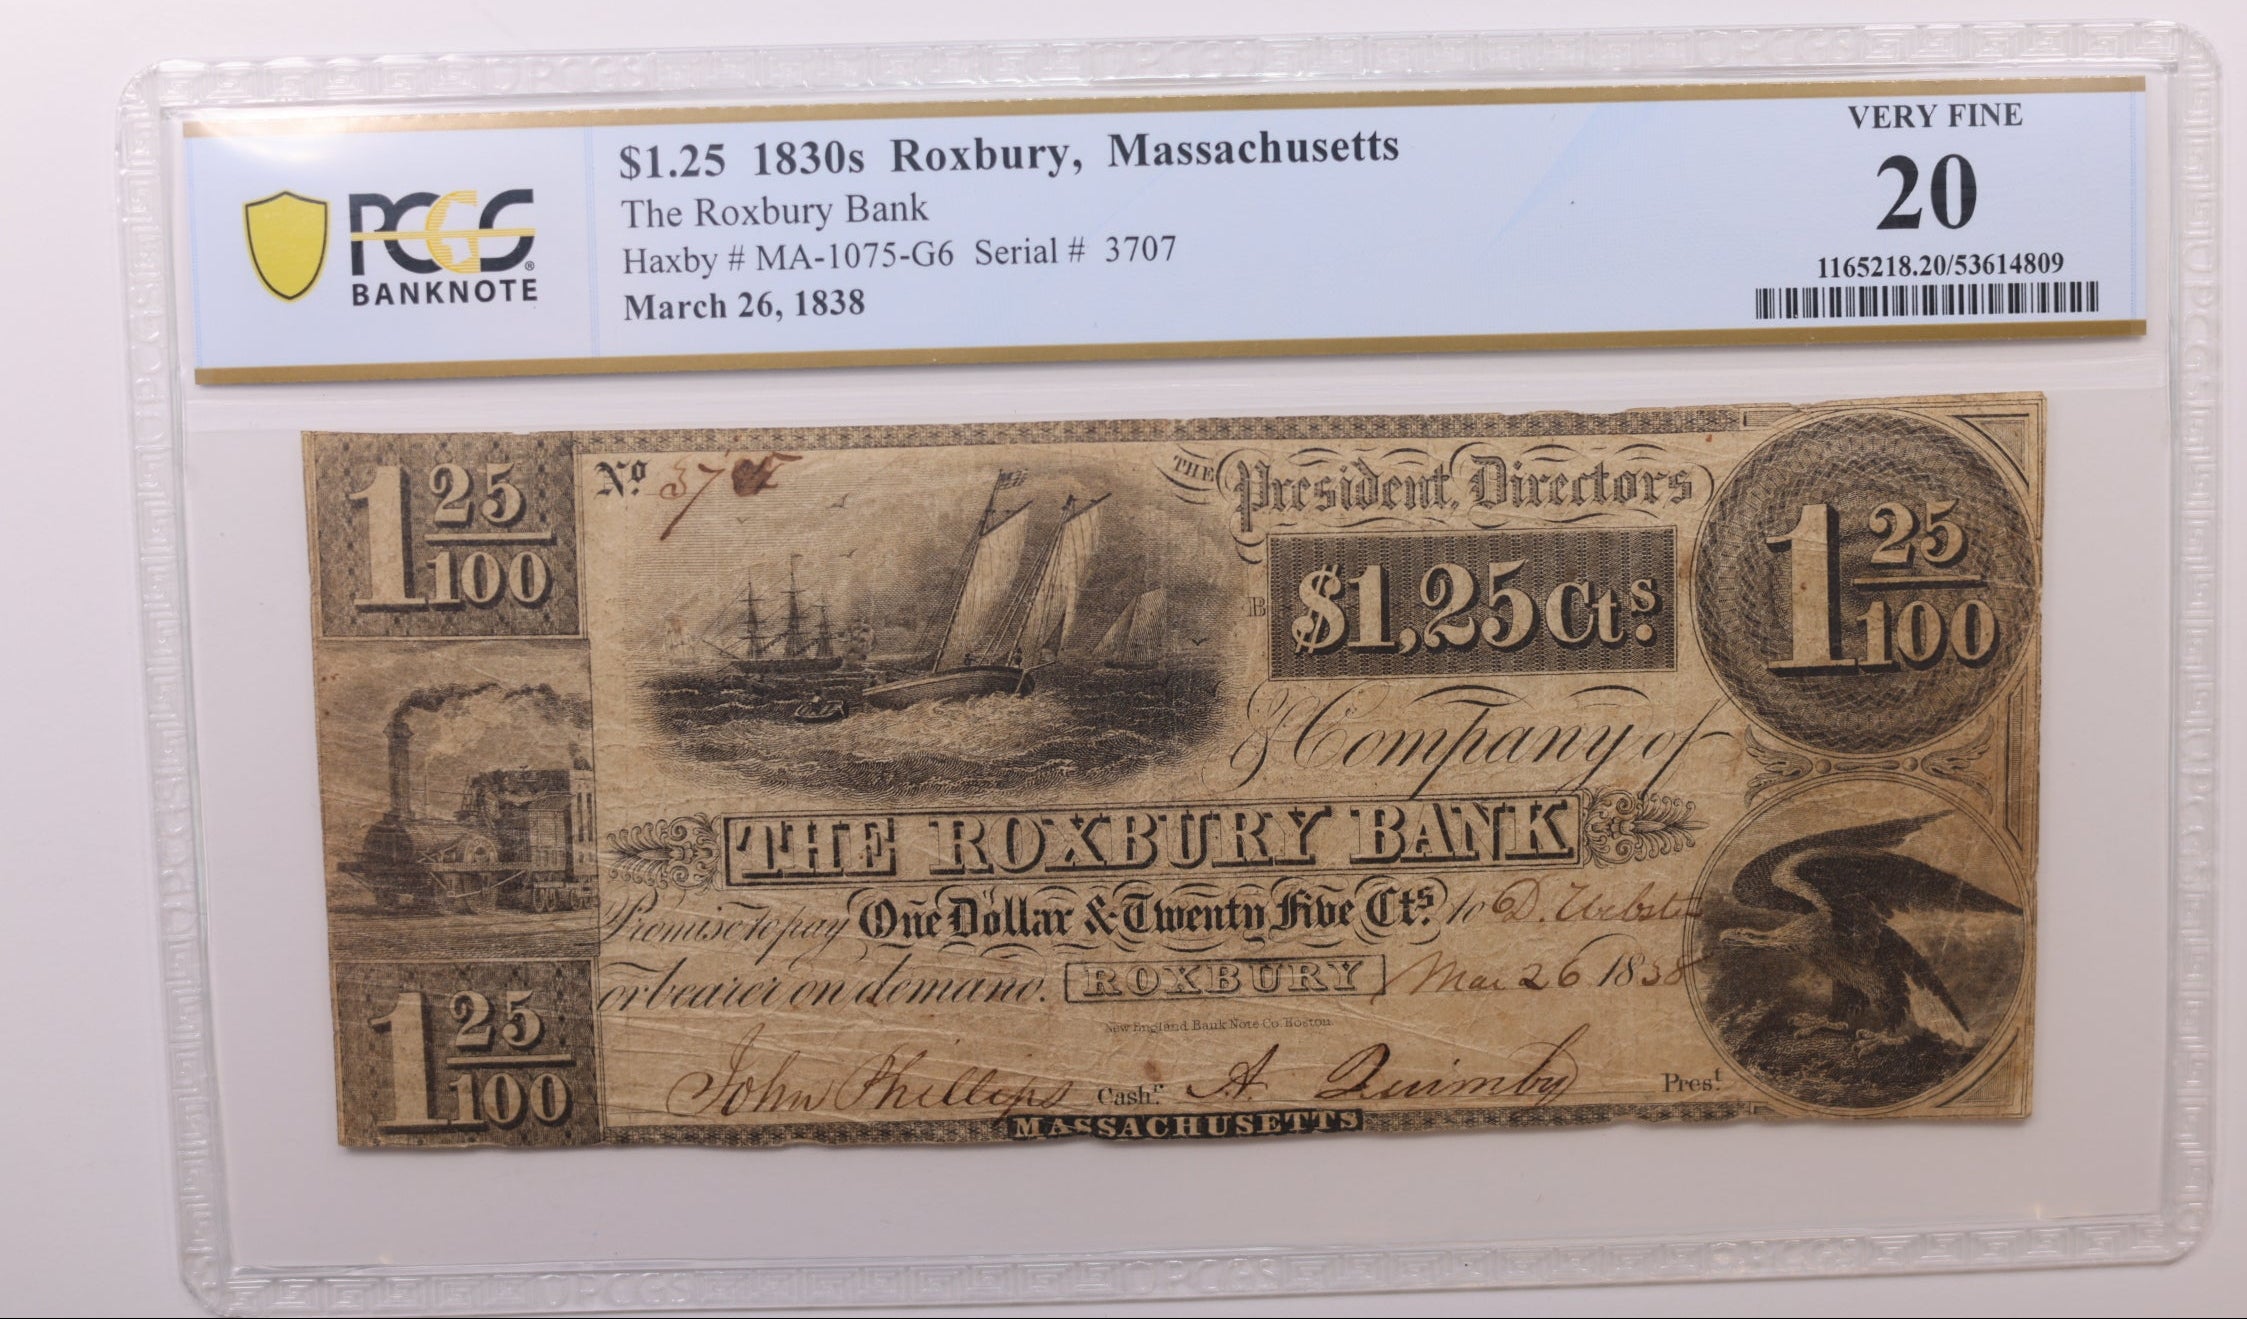 $1.25 1830s Roxbury, Massachusetts
The Roxbury Bank
Haxby # MA-1075-G6 Serial # 3707
March 26, 1838
PCGS
BANKNOTE
VERY FINE
20
1165218.20/53614809
1 25/100
Nº
THE President, Directors
B
$1,25 Cts.
1 25/100
& Company of
THE ROXBURY BANK
Promise to pay One Dollar & Twenty Five Cts. to D. Webster
or bearer on demand. ROXBURY Mar 26 1838
New England Bank Note Co. Boston.
1 25/100
John Phillips Cashr. A. Quimby Prest.
MASSACHUSETTS